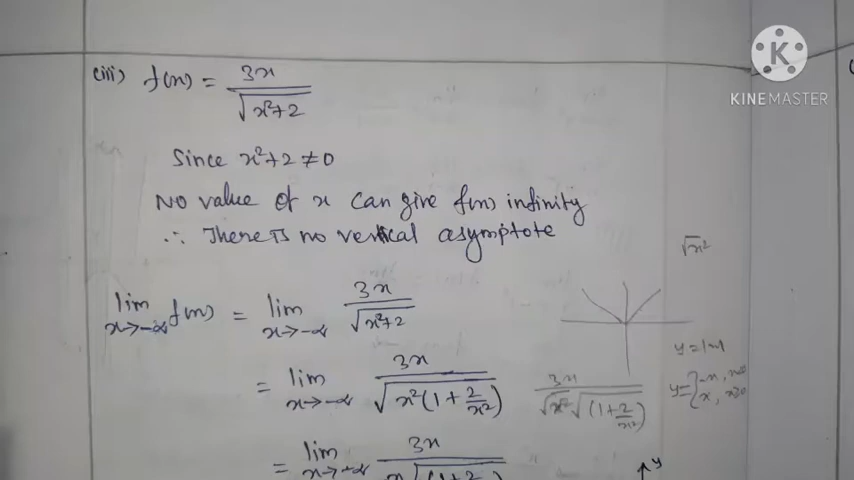 (iii) f(x) = 3x / √(x²+2)
KINEMASTER
Since x²+2 ≠ 0
No value of x can give f(x) infinity
∴ There is no vertical asymptote
√x²
lim x→-∞ f(x) = lim x→-∞ 3x / √(x²+2)
y = |x|
= lim x→-∞ 3x / √(x²(1+2/x²))
3x / √x² √(1+2/x²)
y = { -x, x<0
x, x≥0
= lim x→-∞ 3x
y